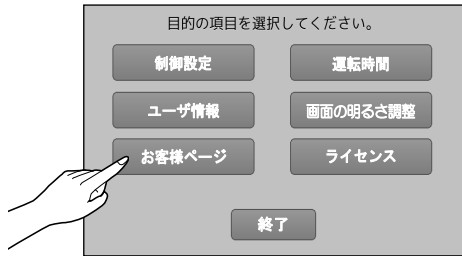 目的の項目を選択してください。
制御設定
運転時間
ユーザ情報
画面の明るさ調整
お客様ページ
ライセンス
終了